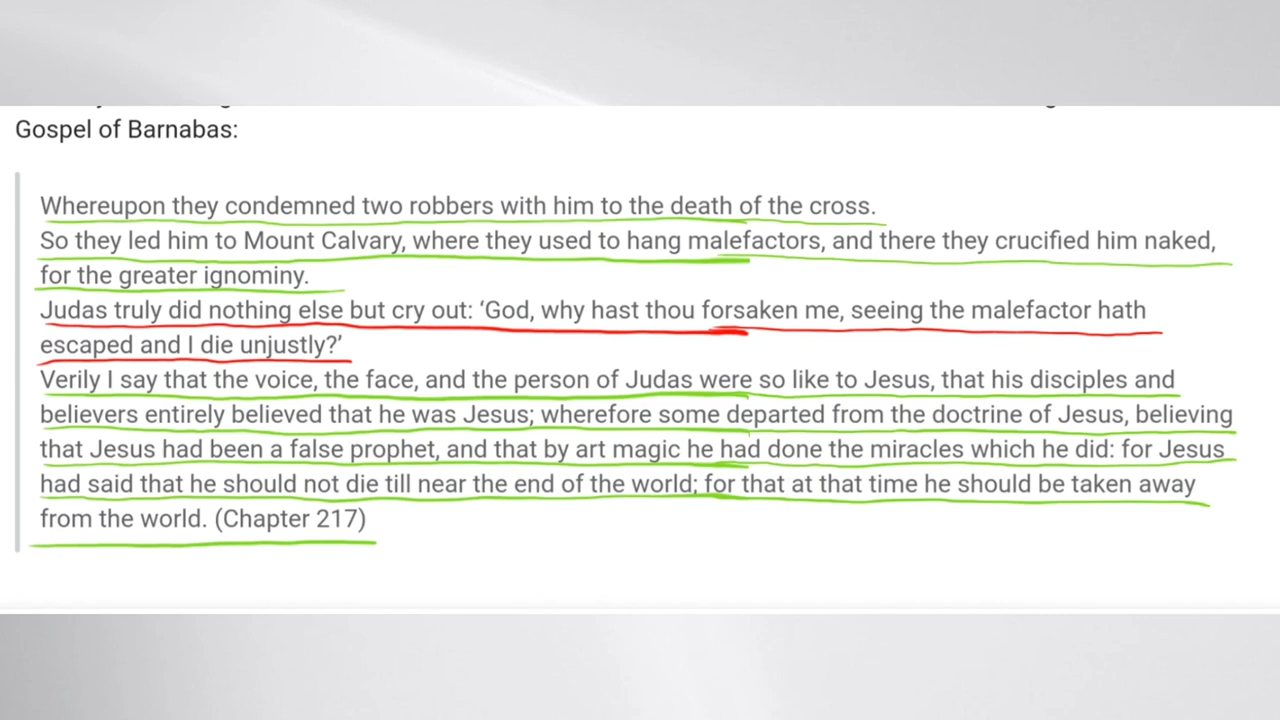 Gospel of Barnabas:
Whereupon they condemned two robbers with him to the death of the cross.
So they led him to Mount Calvary, where they used to hang malefactors, and there they crucified him naked,
for the greater ignominy.
Judas truly did nothing else but cry out: ‘God, why hast thou forsaken me, seeing the malefactor hath
escaped and I die unjustly?’
Verily I say that the voice, the face, and the person of Judas were so like to Jesus, that his disciples and
believers entirely believed that he was Jesus; wherefore some departed from the doctrine of Jesus, believing
that Jesus had been a false prophet, and that by art magic he had done the miracles which he did: for Jesus
had said that he should not die till near the end of the world; for that at that time he should be taken away
from the world. (Chapter 217)